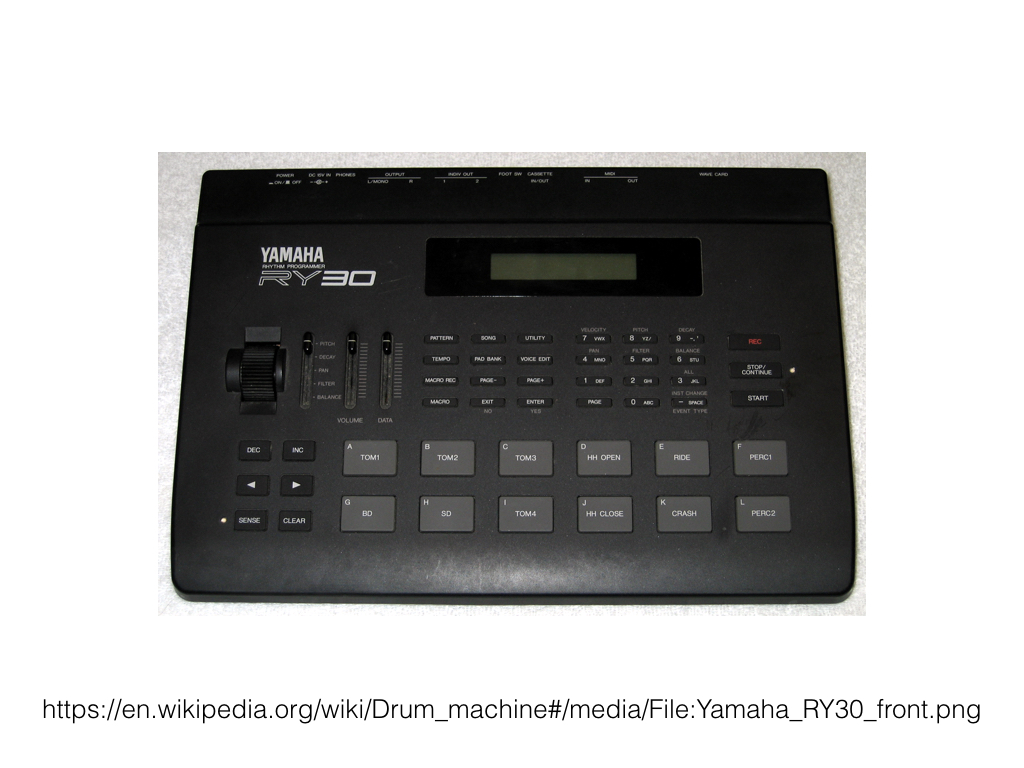 POWER DC 15V IN PHONES OUTPUT INDIV OUT FOOT SW CASSETTE MIDI WAVE CARD
ON/ OFF L/MONO R 1 2 IN/OUT IN OUT
YAMAHA
RHYTHM PROGRAMMER
RY30
PITCH
DECAY
PAN
FILTER
BALANCE
VOLUME DATA
PATTERN SONG UTILITY
TEMPO PAD BANK VOICE EDIT
MACRO REC PAGE- PAGE+
MACRO EXIT ENTER
NO YES
VELOCITY PITCH DECAY
7 VWX 8 YZ/ 9 -.'
PAN FILTER BALANCE
4 MNO 5 PQR 6 STU
ALL
1 DEF 2 GHI 3 JKL
INST CHANGE
PAGE 0 ABC – SPACE
EVENT TYPE
REC
STOP/
CONTINUE
START
DEC INC
SENSE CLEAR
A TOM1 B TOM2 C TOM3 D HH OPEN E RIDE F PERC1
G BD H SD I TOM4 J HH CLOSE K CRASH L PERC2
https://en.wikipedia.org/wiki/Drum_machine#/media/File:Yamaha_RY30_front.png